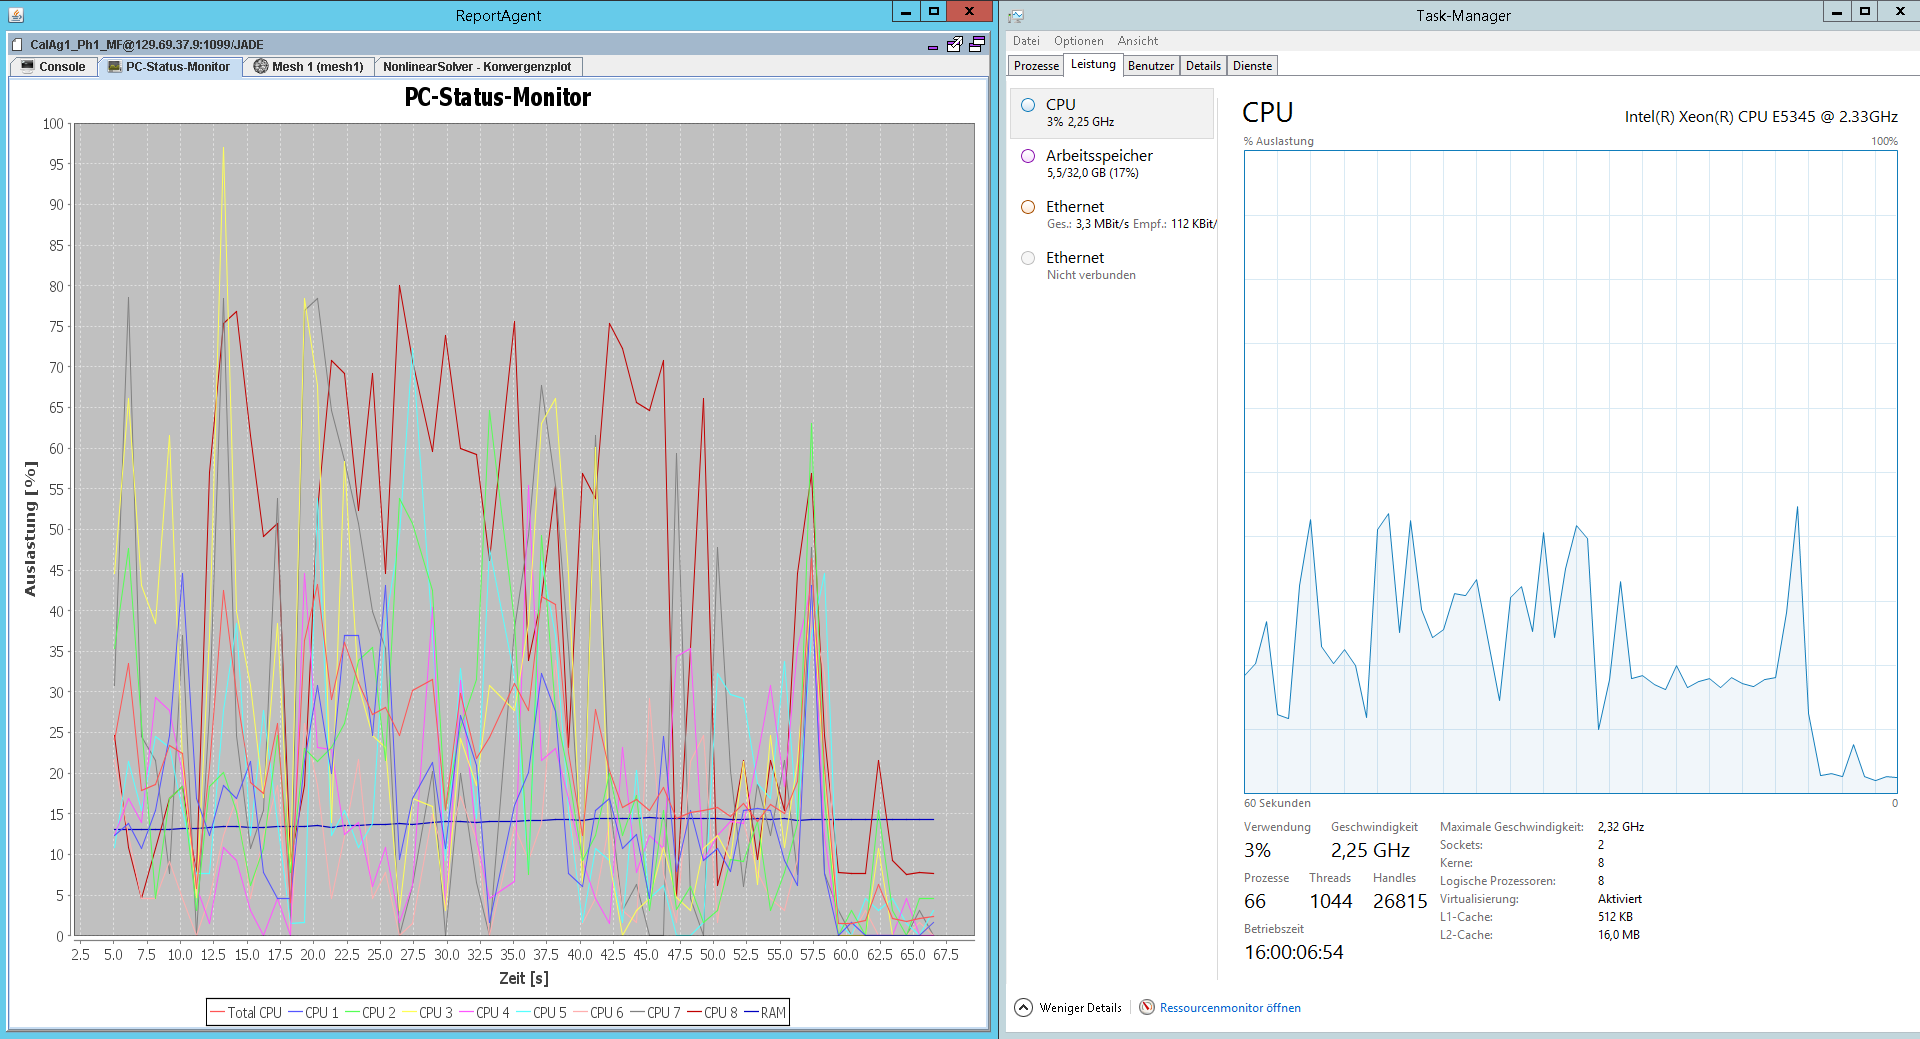 ReportAgent
CalAg1_Ph1_MF@129.69.37.9:1099/JADE
Console PC-Status-Monitor Mesh 1 (mesh1) NonlinearSolver - Konvergenzplot
PC-Status-Monitor
100
95
90
85
80
75
70
65
60
55
50
45
40
35
30
25
20
15
10
5
0
Auslastung [%]
2.5 5.0 7.5 10.0 12.5 15.0 17.5 20.0 22.5 25.0 27.5 30.0 32.5 35.0 37.5 40.0 42.5 45.0 47.5 50.0 52.5 55.0 57.5 60.0 62.5 65.0 67.5
Zeit [s]
Total CPU CPU 1 CPU 2 CPU 3 CPU 4 CPU 5 CPU 6 CPU 7 CPU 8 RAM
Task-Manager
Datei Optionen Ansicht
Prozesse Leistung Benutzer Details Dienste
CPU
3% 2,25 GHz
Arbeitsspeicher
5,5/32,0 GB (17%)
Ethernet
Ges.: 3,3 MBit/s Empf.: 112 KBit/
Ethernet
Nicht verbunden
CPU Intel(R) Xeon(R) CPU E5345 @ 2.33GHz
% Auslastung 100%
60 Sekunden 0
Verwendung Geschwindigkeit
3% 2,25 GHz
Prozesse Threads Handles
66 1044 26815
Betriebszeit
16:00:06:54
Maximale Geschwindigkeit: 2,32 GHz
Sockets: 2
Kerne: 8
Logische Prozessoren: 8
Virtualisierung: Aktiviert
L1-Cache: 512 KB
L2-Cache: 16,0 MB
Weniger Details Ressourcenmonitor öffnen